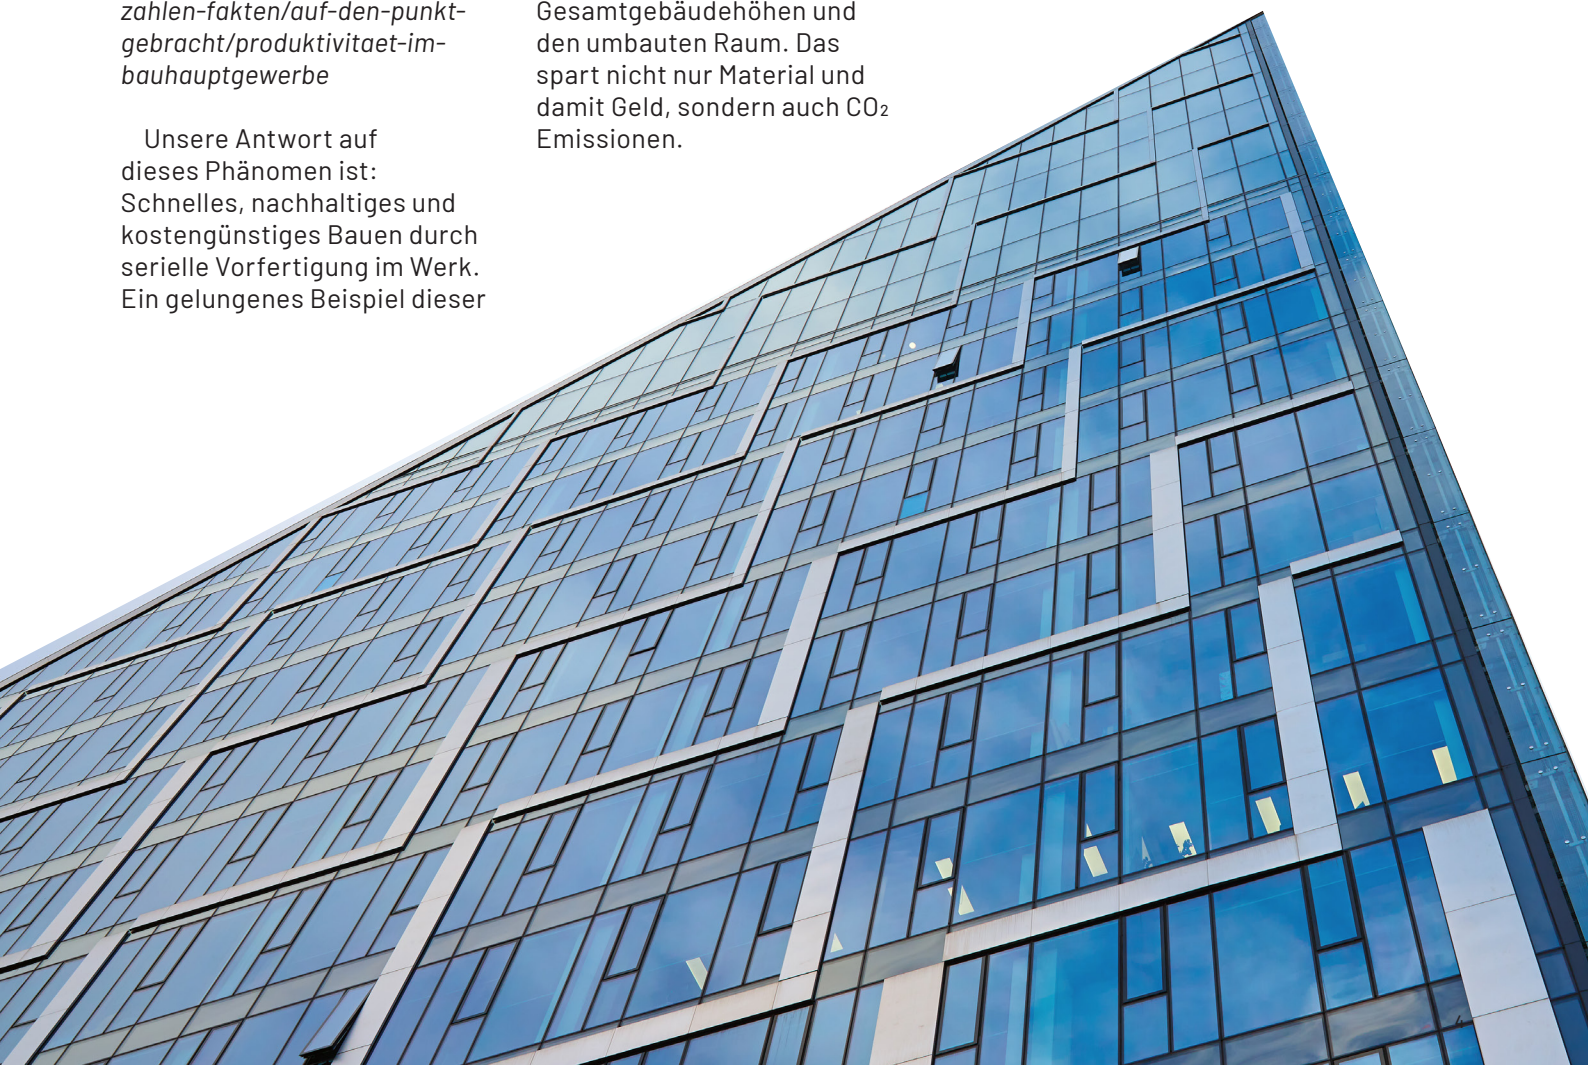 zahlen-fakten/auf-den-punkt-
gebracht/produktivitaet-im-
bauhauptgewerbe
Unsere Antwort auf
dieses Phänomen ist:
Schnelles, nachhaltiges und
kostengünstiges Bauen durch
serielle Vorfertigung im Werk.
Ein gelungenes Beispiel dieser
Gesamtgebäudehöhen und
den umbauten Raum. Das
spart nicht nur Material und
damit Geld, sondern auch CO₂
Emissionen.
4